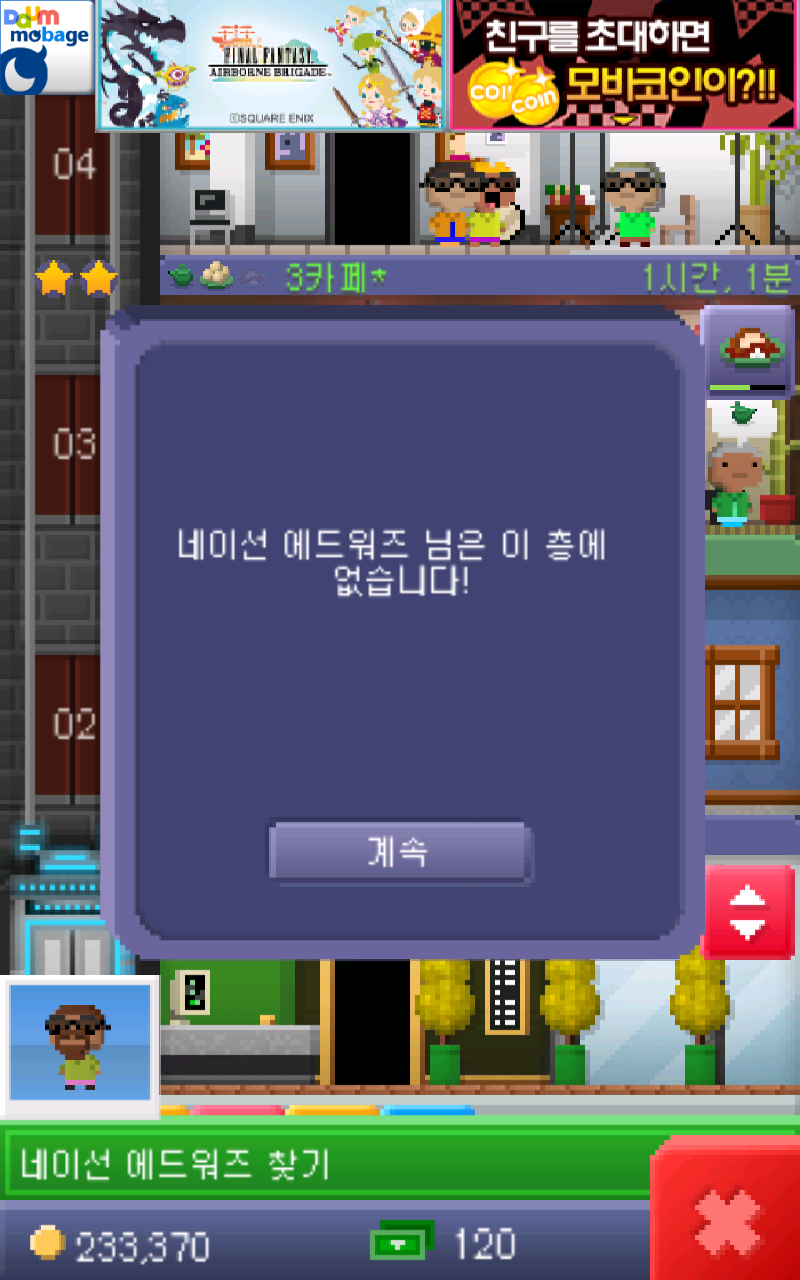 Daum
mobage
FINAL FANTASY
AIRBORNE BRIGADE
©SQUARE ENIX
친구를 초대하면
coin coin
모바코인이?!!
04
3카페*
1시간, 1분
03
네이선 에드워즈 님은 이 층에
없습니다!
02
계속
네이선 에드워즈 찾기
233,370
120